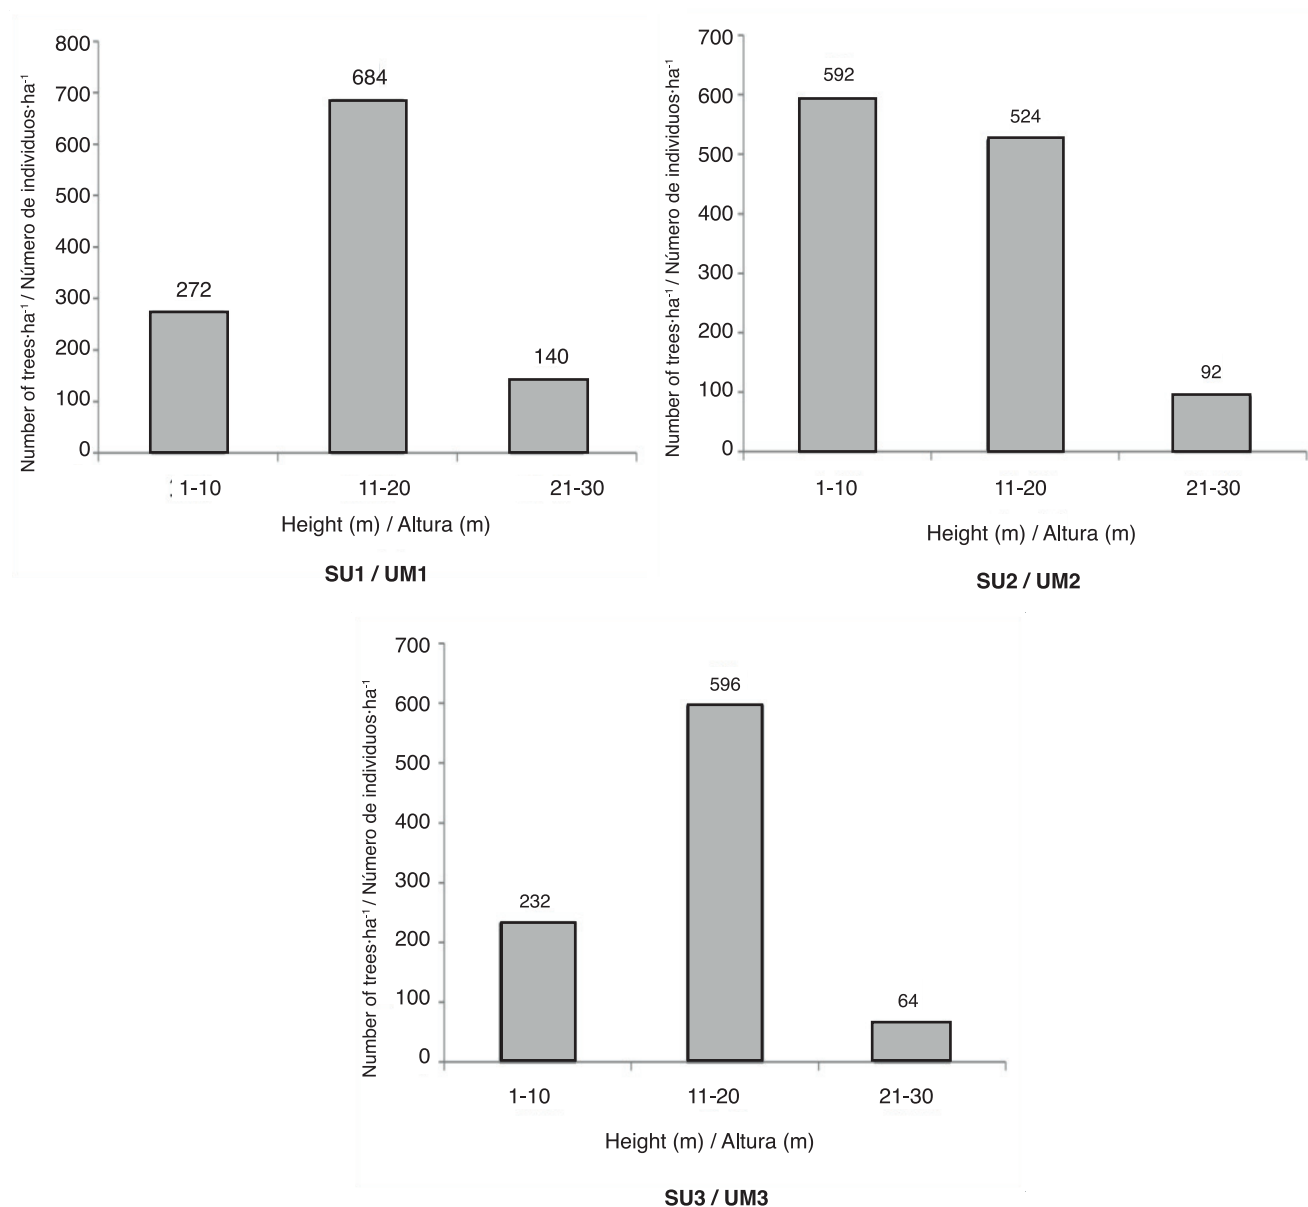 Number of trees·ha-1 / Número de individuos·ha-1
800
700
600
500
400
300
200
100
0
272
684
140
1-10 11-20 21-30
Height (m) / Altura (m)
SU1 / UM1
Number of trees·ha-1 / Número de individuos·ha-1
700
600
500
400
300
200
100
0
592
524
92
1-10 11-20 21-30
Height (m) / Altura (m)
SU2 / UM2
Number of trees·ha-1 / Número de individuos·ha-1
700
600
500
400
300
200
100
0
232
596
64
1-10 11-20 21-30
Height (m) / Altura (m)
SU3 / UM3